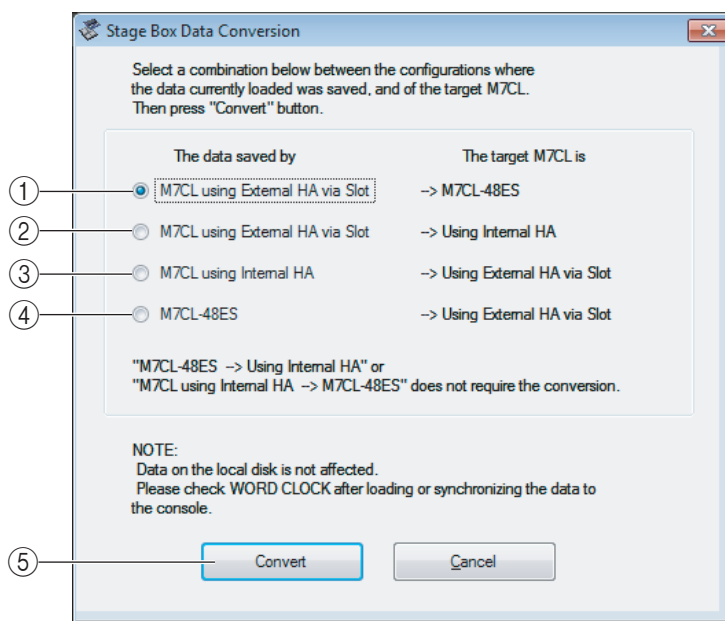 Stage Box Data Conversion
Select a combination below between the configurations where
the data currently loaded was saved, and of the target M7CL.
Then press "Convert" button.
The data saved by The target M7CL is
① M7CL using External HA via Slot --> M7CL-48ES
② M7CL using External HA via Slot --> Using Internal HA
③ M7CL using Internal HA --> Using External HA via Slot
④ M7CL-48ES --> Using External HA via Slot
"M7CL-48ES --> Using Internal HA" or
"M7CL using Internal HA --> M7CL-48ES" does not require the conversion.
NOTE:
Data on the local disk is not affected.
Please check WORD CLOCK after loading or synchronizing the data to
the console.
⑤ Convert Cancel